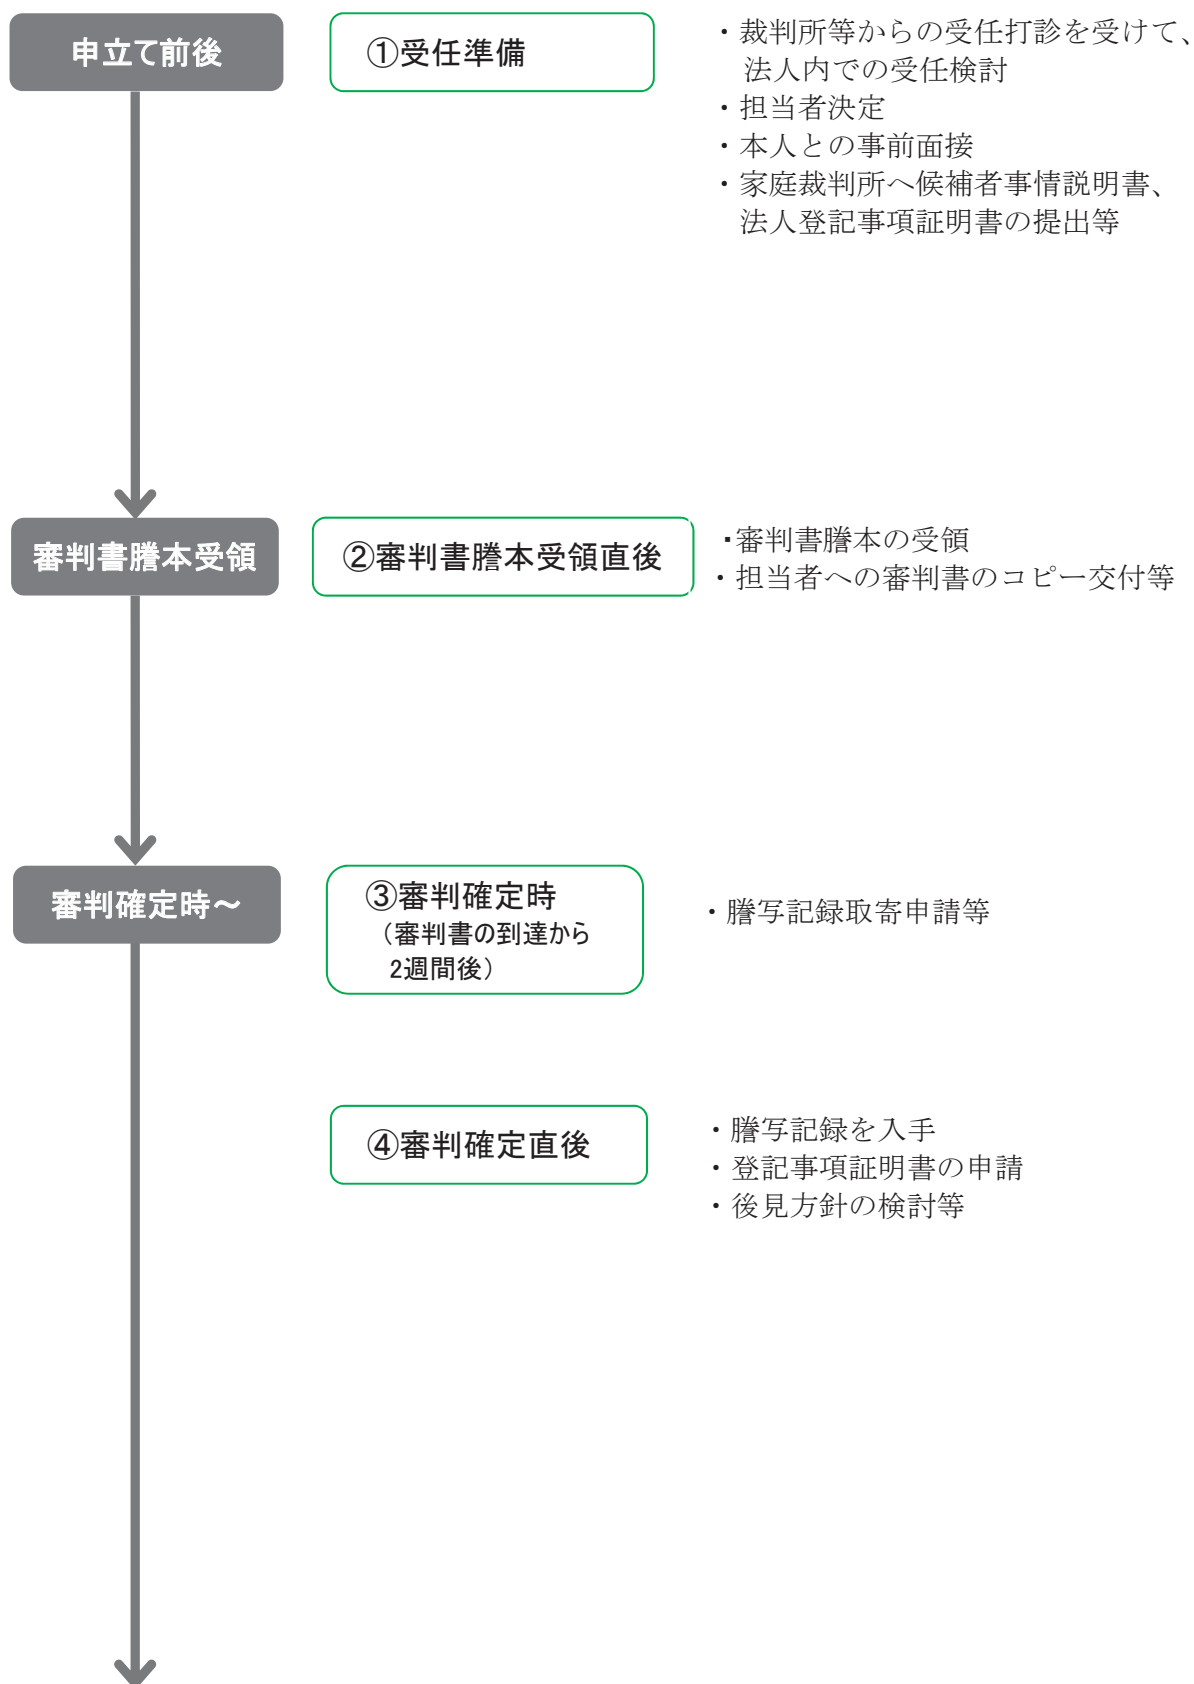 申立て前後
①受任準備
・裁判所等からの受任打診を受けて、
法人内での受任検討
・担当者決定
・本人との事前面接
・家庭裁判所へ候補者事情説明書、
法人登記事項証明書の提出等
審判書謄本受領
②審判書謄本受領直後
・審判書謄本の受領
・担当者への審判書のコピー交付等
審判確定時～
③審判確定時
（審判書の到達から
2週間後）
・謄写記録取寄申請等
④審判確定直後
・謄写記録を入手
・登記事項証明書の申請
・後見方針の検討等